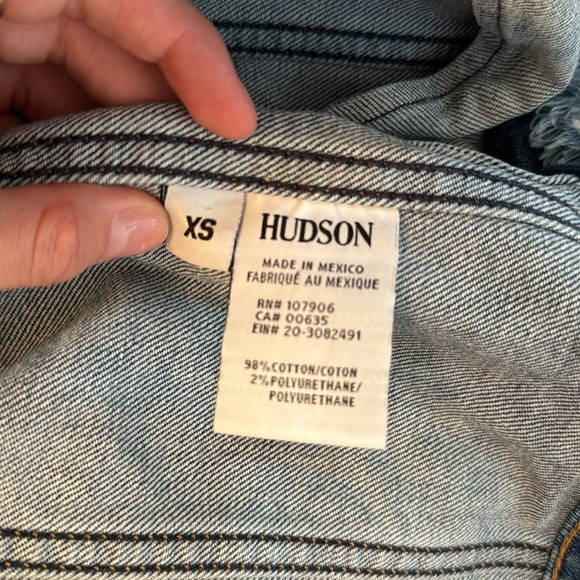 XS
HUDSON
MADE IN MEXICO
FABRIQUÉ AU MEXIQUE
RN# 107906
CA# 00635
EIN# 20-3082491
98%COTTON/COTON
2%POLYURETHANE/
POLYURETHANE